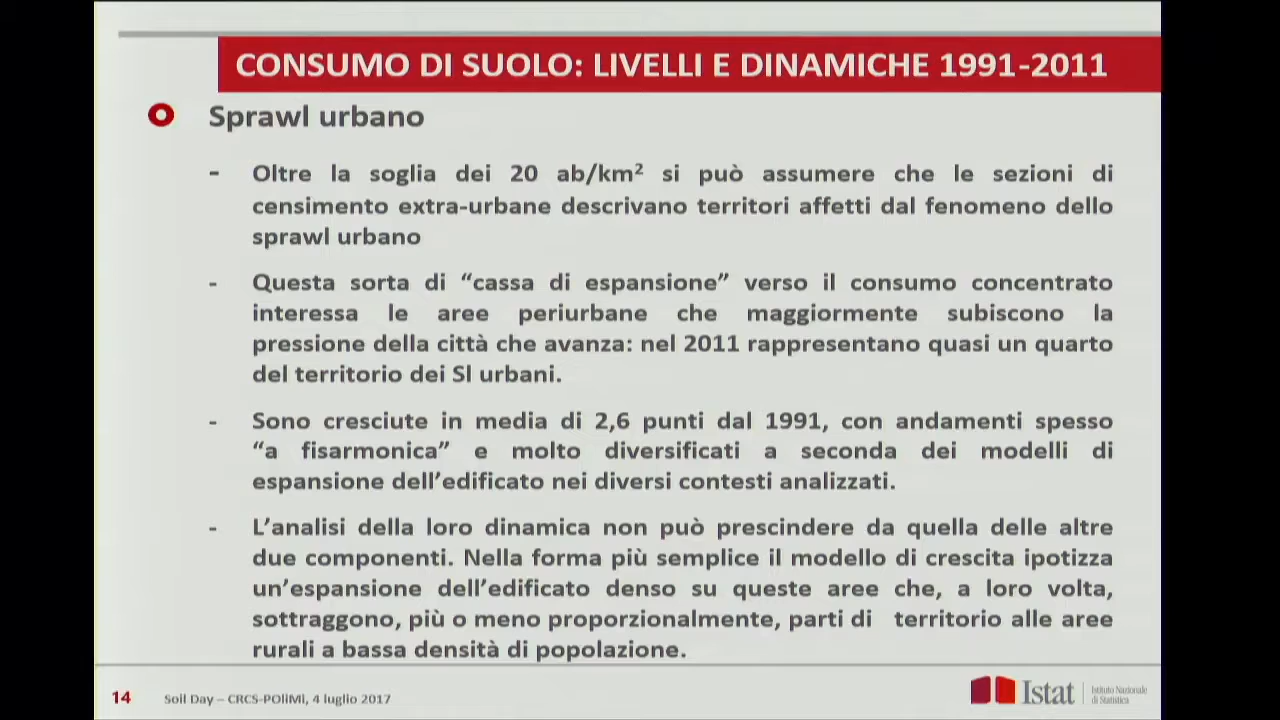 CONSUMO DI SUOLO: LIVELLI E DINAMICHE 1991-2011
Sprawl urbano
- Oltre la soglia dei 20 ab/km² si può assumere che le sezioni di
censimento extra-urbane descrivano territori affetti dal fenomeno dello
sprawl urbano
- Questa sorta di “cassa di espansione” verso il consumo concentrato
interessa le aree periurbane che maggiormente subiscono la
pressione della città che avanza: nel 2011 rappresentano quasi un quarto
del territorio dei Sl urbani.
- Sono cresciute in media di 2,6 punti dal 1991, con andamenti spesso
“a fisarmonica” e molto diversificati a seconda dei modelli di
espansione dell’edificato nei diversi contesti analizzati.
- L’analisi della loro dinamica non può prescindere da quella delle altre
due componenti. Nella forma più semplice il modello di crescita ipotizza
un’espansione dell’edificato denso su queste aree che, a loro volta,
sottraggono, più o meno proporzionalmente, parti di territorio alle aree
rurali a bassa densità di popolazione.
14 Soil Day – CRCS-POliMi, 4 luglio 2017
Istat
Istituto Nazionale
di Statistica